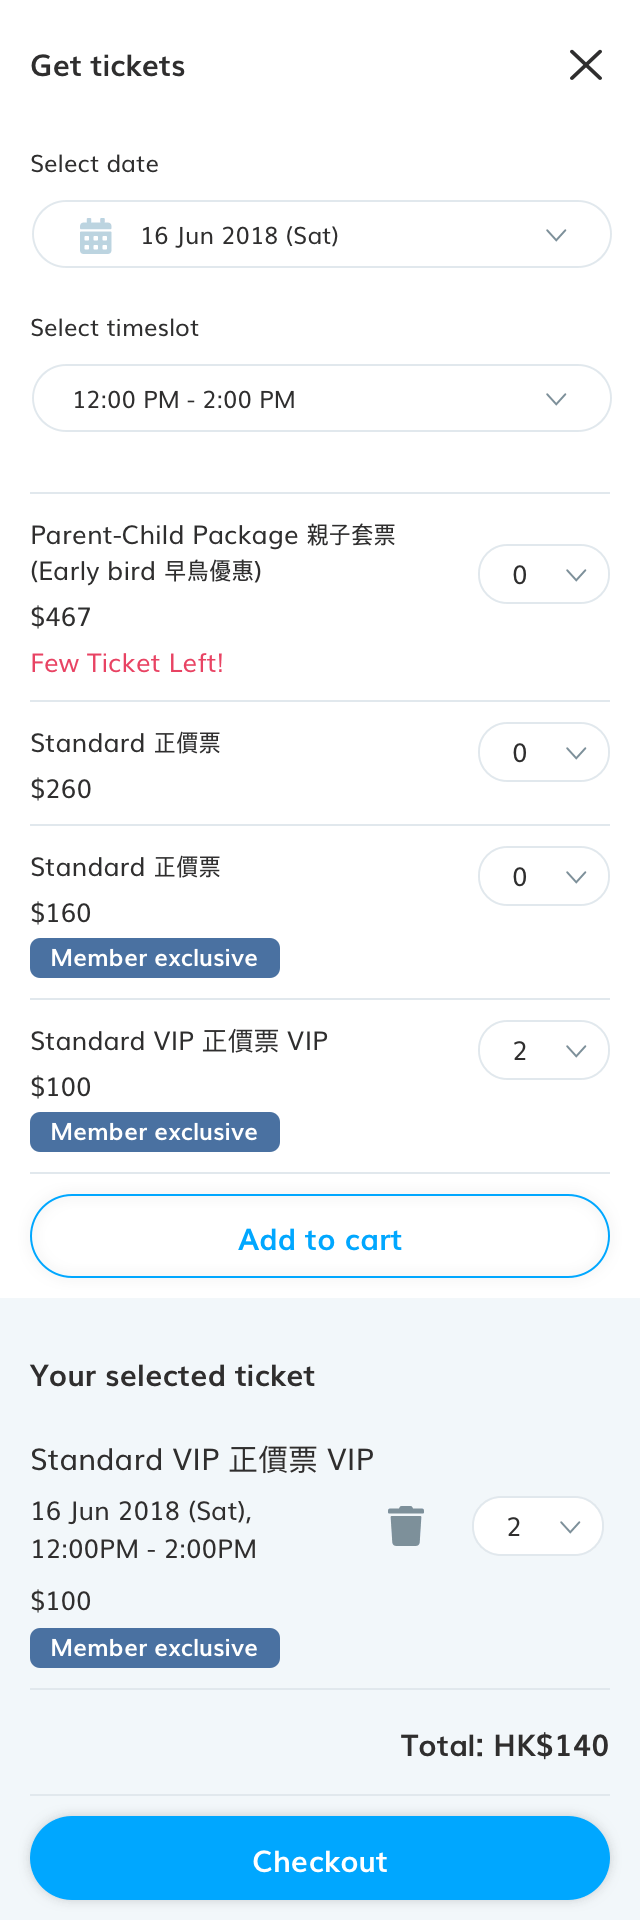 Get tickets
Select date
16 Jun 2018 (Sat)
Select timeslot
12:00 PM - 2:00 PM
Parent-Child Package 親子套票
(Early bird 早鳥優惠)
0
$467
Few Ticket Left!
Standard 正價票
0
$260
Standard 正價票
0
$160
Member exclusive
Standard VIP 正價票 VIP
2
$100
Member exclusive
Add to cart
Your selected ticket
Standard VIP 正價票 VIP
16 Jun 2018 (Sat),
12:00PM - 2:00PM
2
$100
Member exclusive
Total: HK$140
Checkout